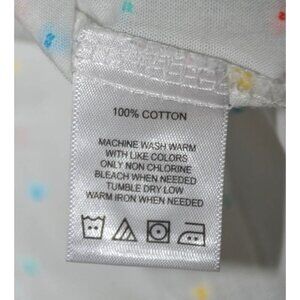 100% COTTON
MACHINE WASH WARM
WITH LIKE COLORS
ONLY NON CHLORINE
BLEACH WHEN NEEDED
TUMBLE DRY LOW
WARM IRON WHEN NEEDED